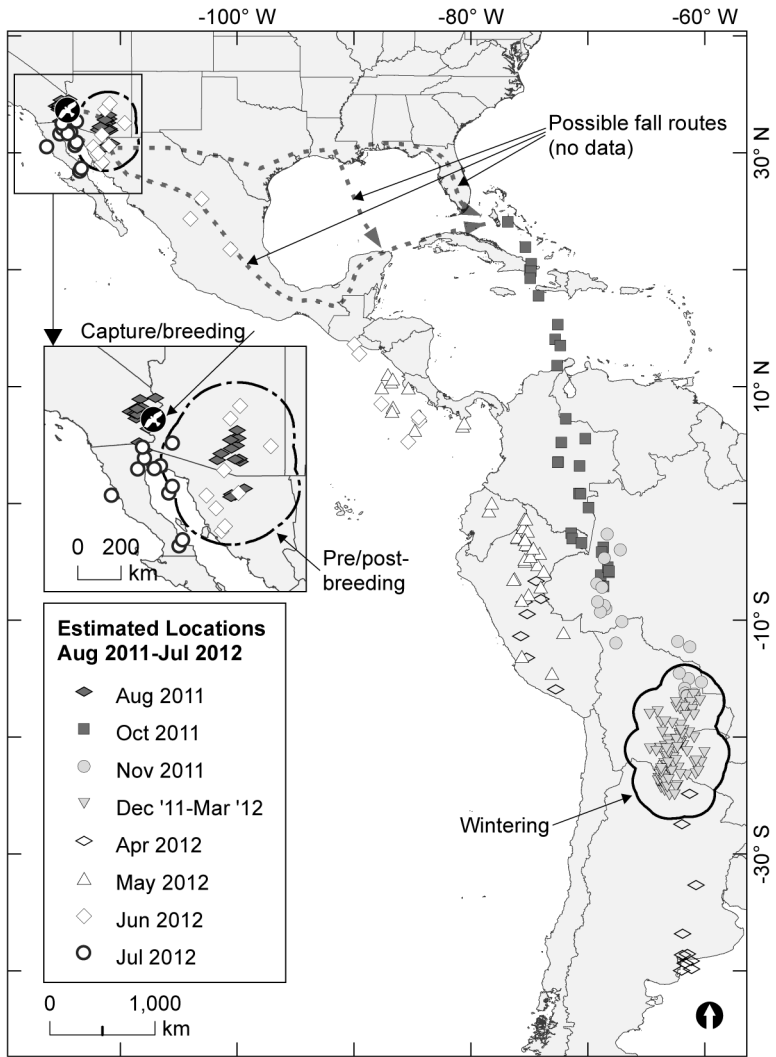 -100° W
-80° W
-60° W
Possible fall routes
(no data)
30° N
Capture/breeding
10° N
0 200
km
Pre/post-
breeding
-10° S
Estimated Locations
Aug 2011-Jul 2012
Aug 2011
Oct 2011
Nov 2011
Dec '11-Mar '12
Apr 2012
May 2012
Jun 2012
Jul 2012
Wintering
-30° S
0 1,000
km